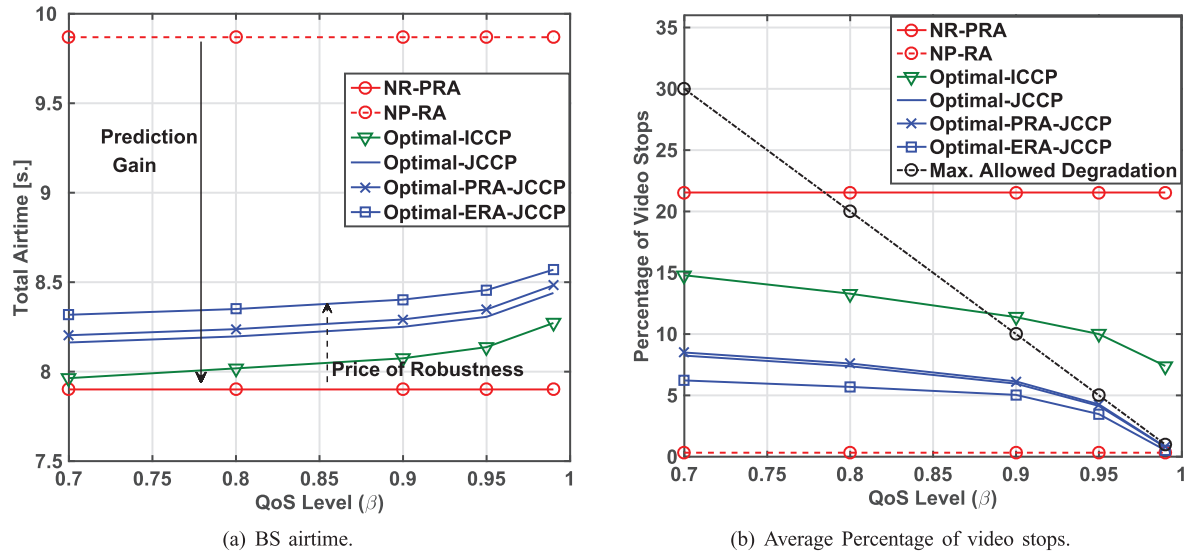 10
9.5
9
8.5
8
7.5
0.7
0.75
0.8
0.85
0.9
0.95
1
Total Airtime [s.]
QoS Level (β)
Prediction
Gain
Price of Robustness
NR-PRA
NP-RA
Optimal-ICCP
Optimal-JCCP
Optimal-PRA-JCCP
Optimal-ERA-JCCP
(a) BS airtime.
35
30
25
20
15
10
5
0
0.7
0.75
0.8
0.85
0.9
0.95
1
Percentage of Video Stops
QoS Level (β)
NR-PRA
NP-RA
Optimal-ICCP
Optimal-JCCP
Optimal-PRA-JCCP
Optimal-ERA-JCCP
Max. Allowed Degradation
(b) Average Percentage of video stops.